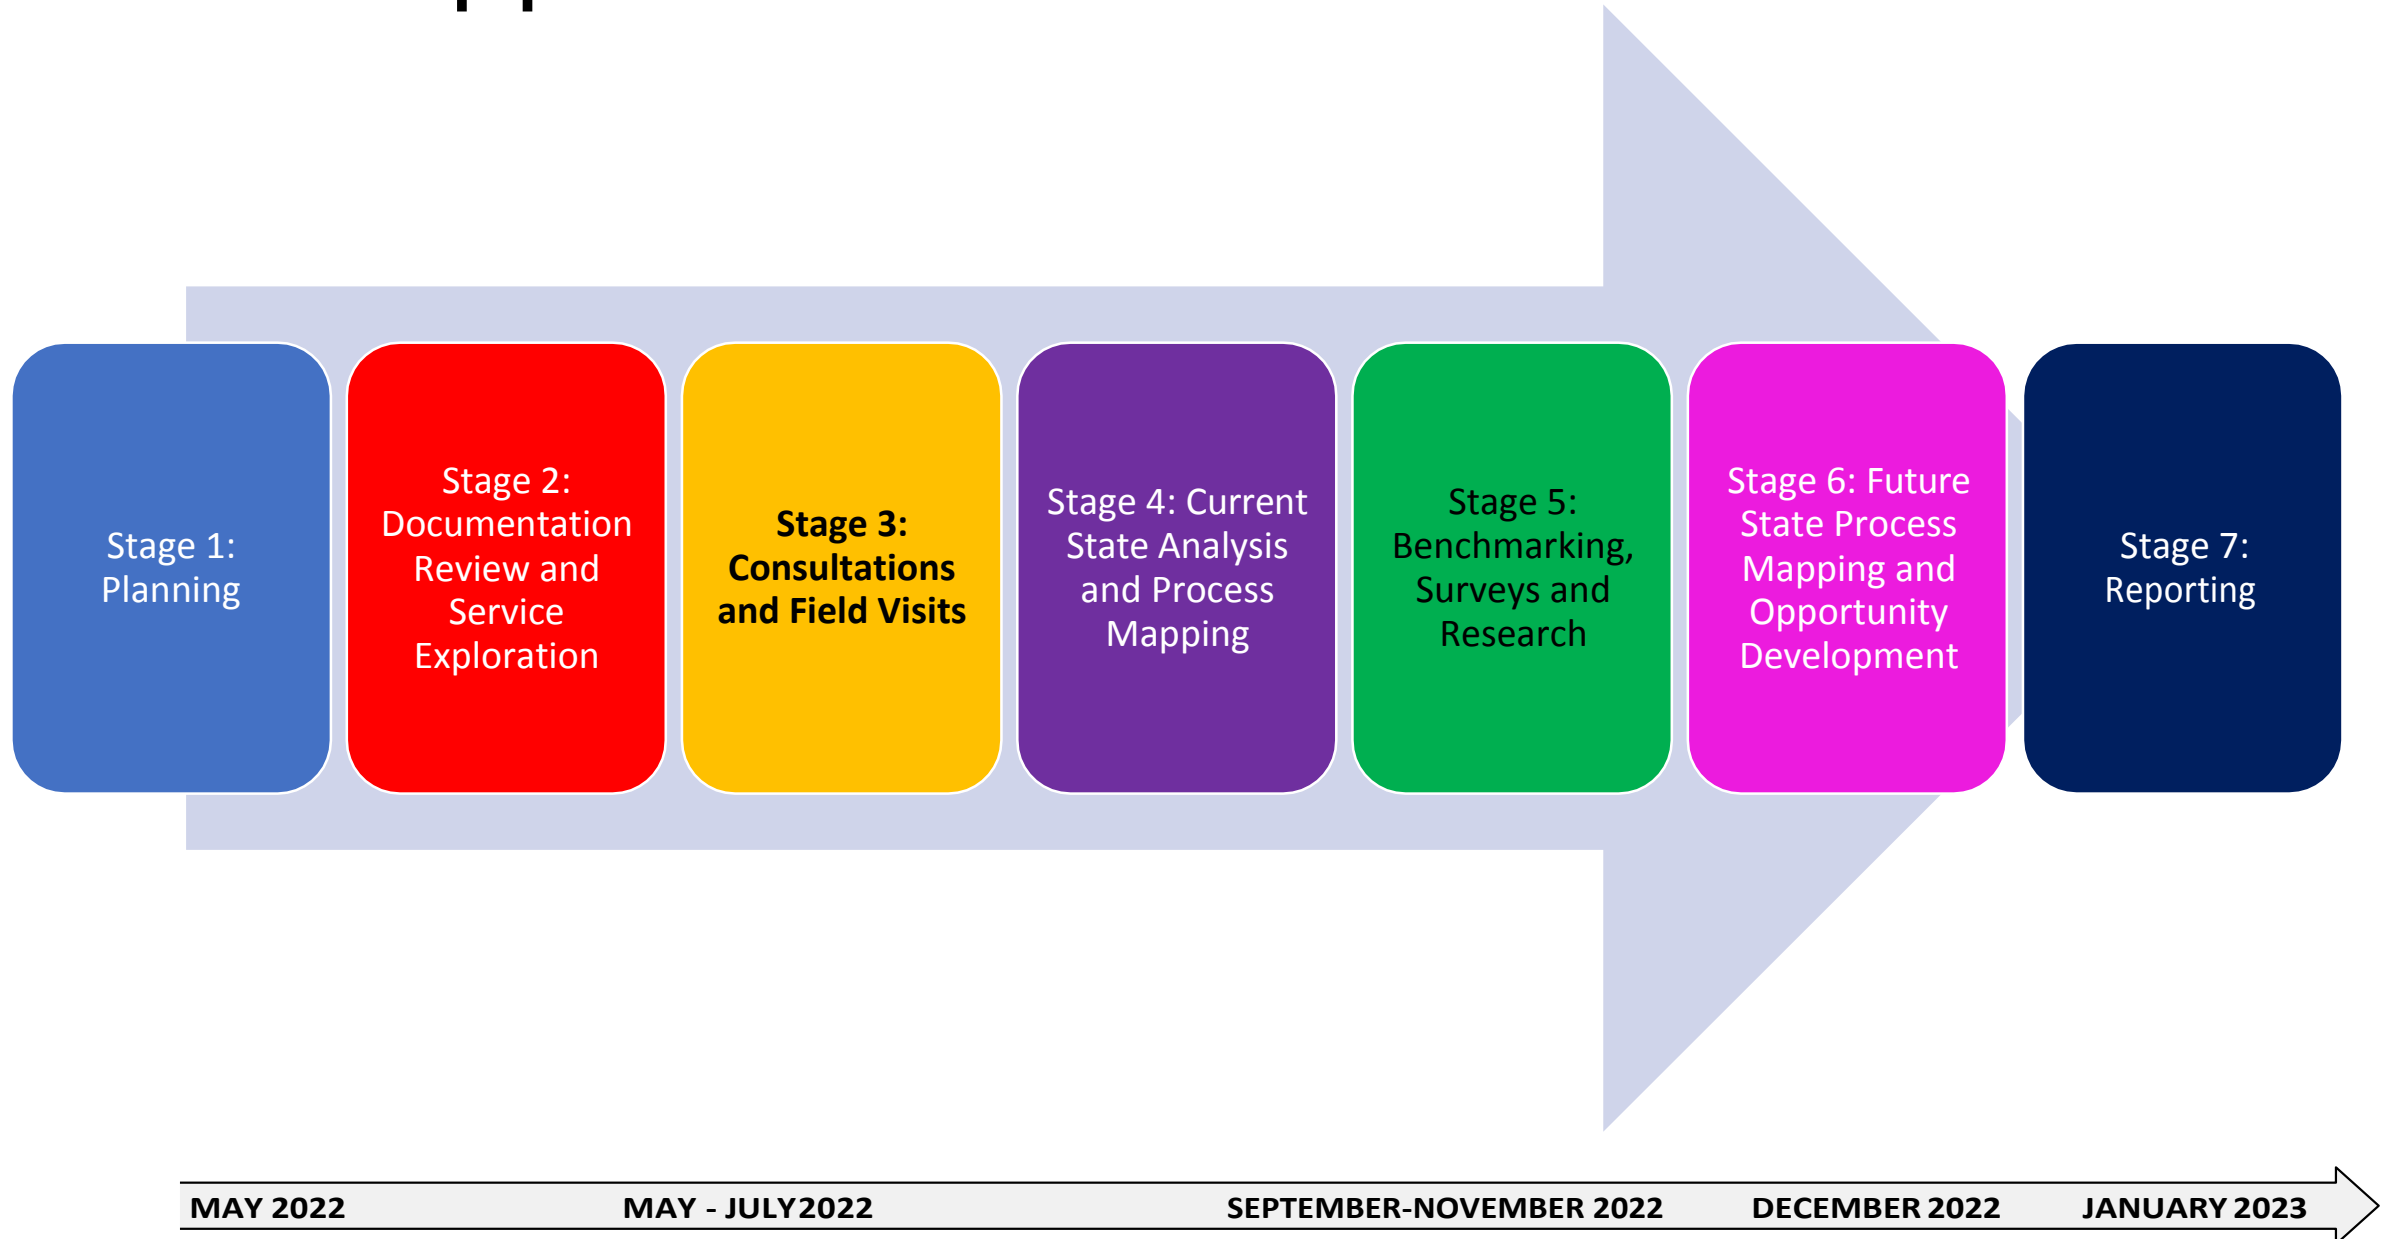 Stage 1:
Planning
Stage 2:
Documentation
Review and
Service
Exploration
Stage 3:
Consultations
and Field Visits
Stage 4: Current
State Analysis
and Process
Mapping
Stage 5:
Benchmarking,
Surveys and
Research
Stage 6: Future
State Process
Mapping and
Opportunity
Development
Stage 7:
Reporting
MAY 2022 MAY - JULY2022 SEPTEMBER-NOVEMBER 2022 DECEMBER 2022 JANUARY 2023